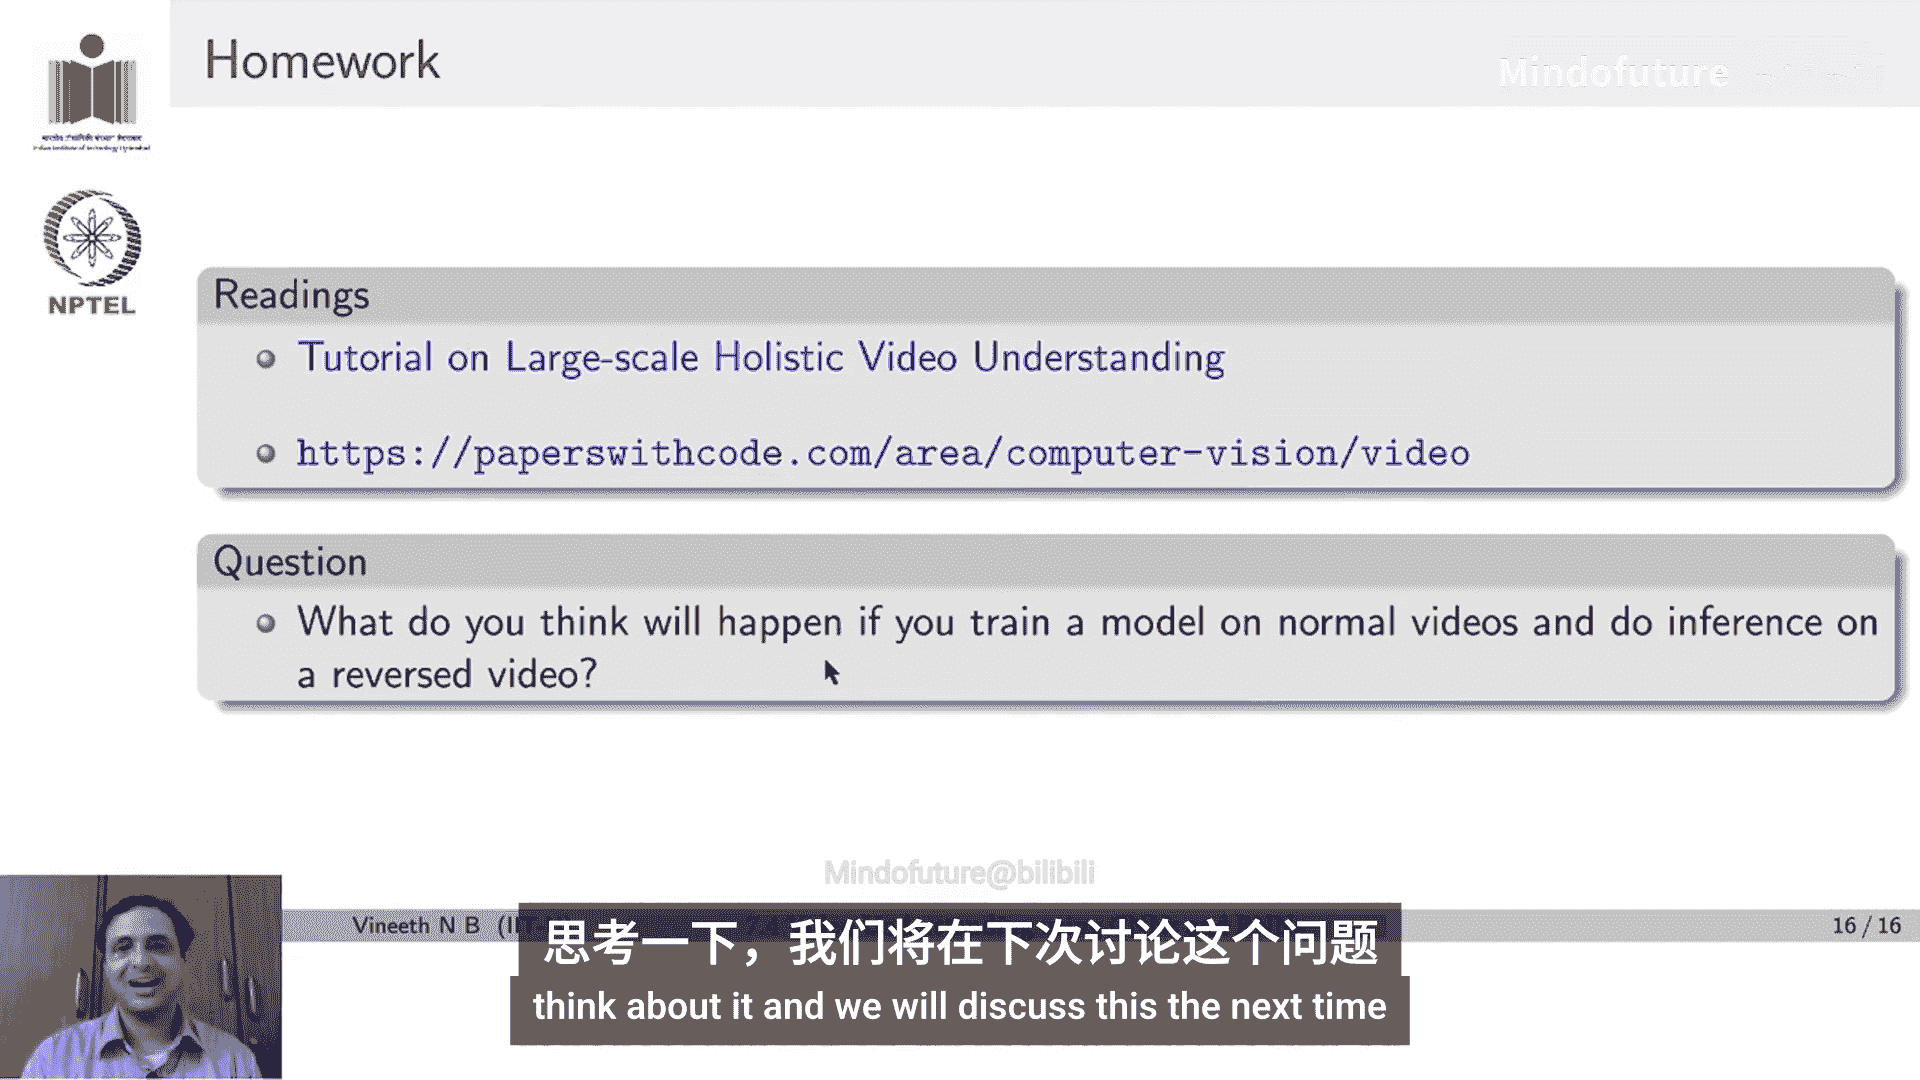 Homework
Mindofuture
NPTEL
Readings
Tutorial on Large-scale Holistic Video Understanding
https://paperswithcode.com/area/computer-vision/video
Question
What do you think will happen if you train a model on normal videos and do inference on
a reversed video?
Mindofuture@bilibili
Vineeth N B (IIT-
16 / 16
思考一下，我们将在下次讨论这个问题
think about it and we will discuss this the next time